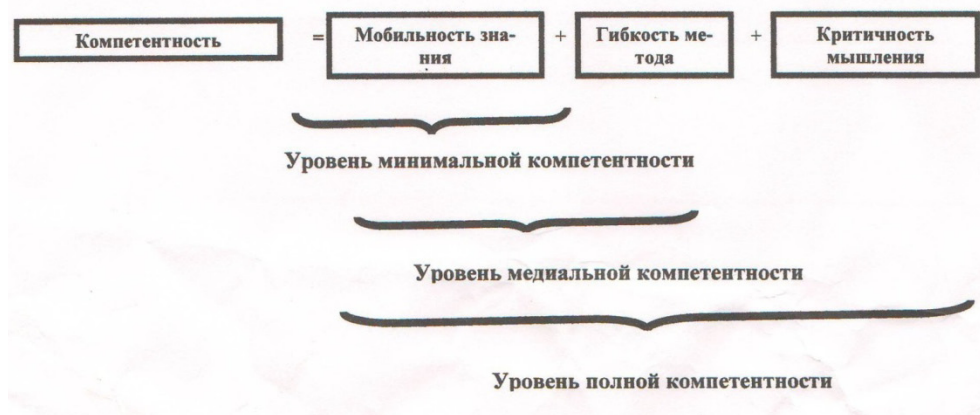 Компетентность = Мобильность зна- + Гибкость ме- + Критичность
ния тода мышления
Уровень минимальной компетентности
Уровень медиальной компетентности
Уровень полной компетентности